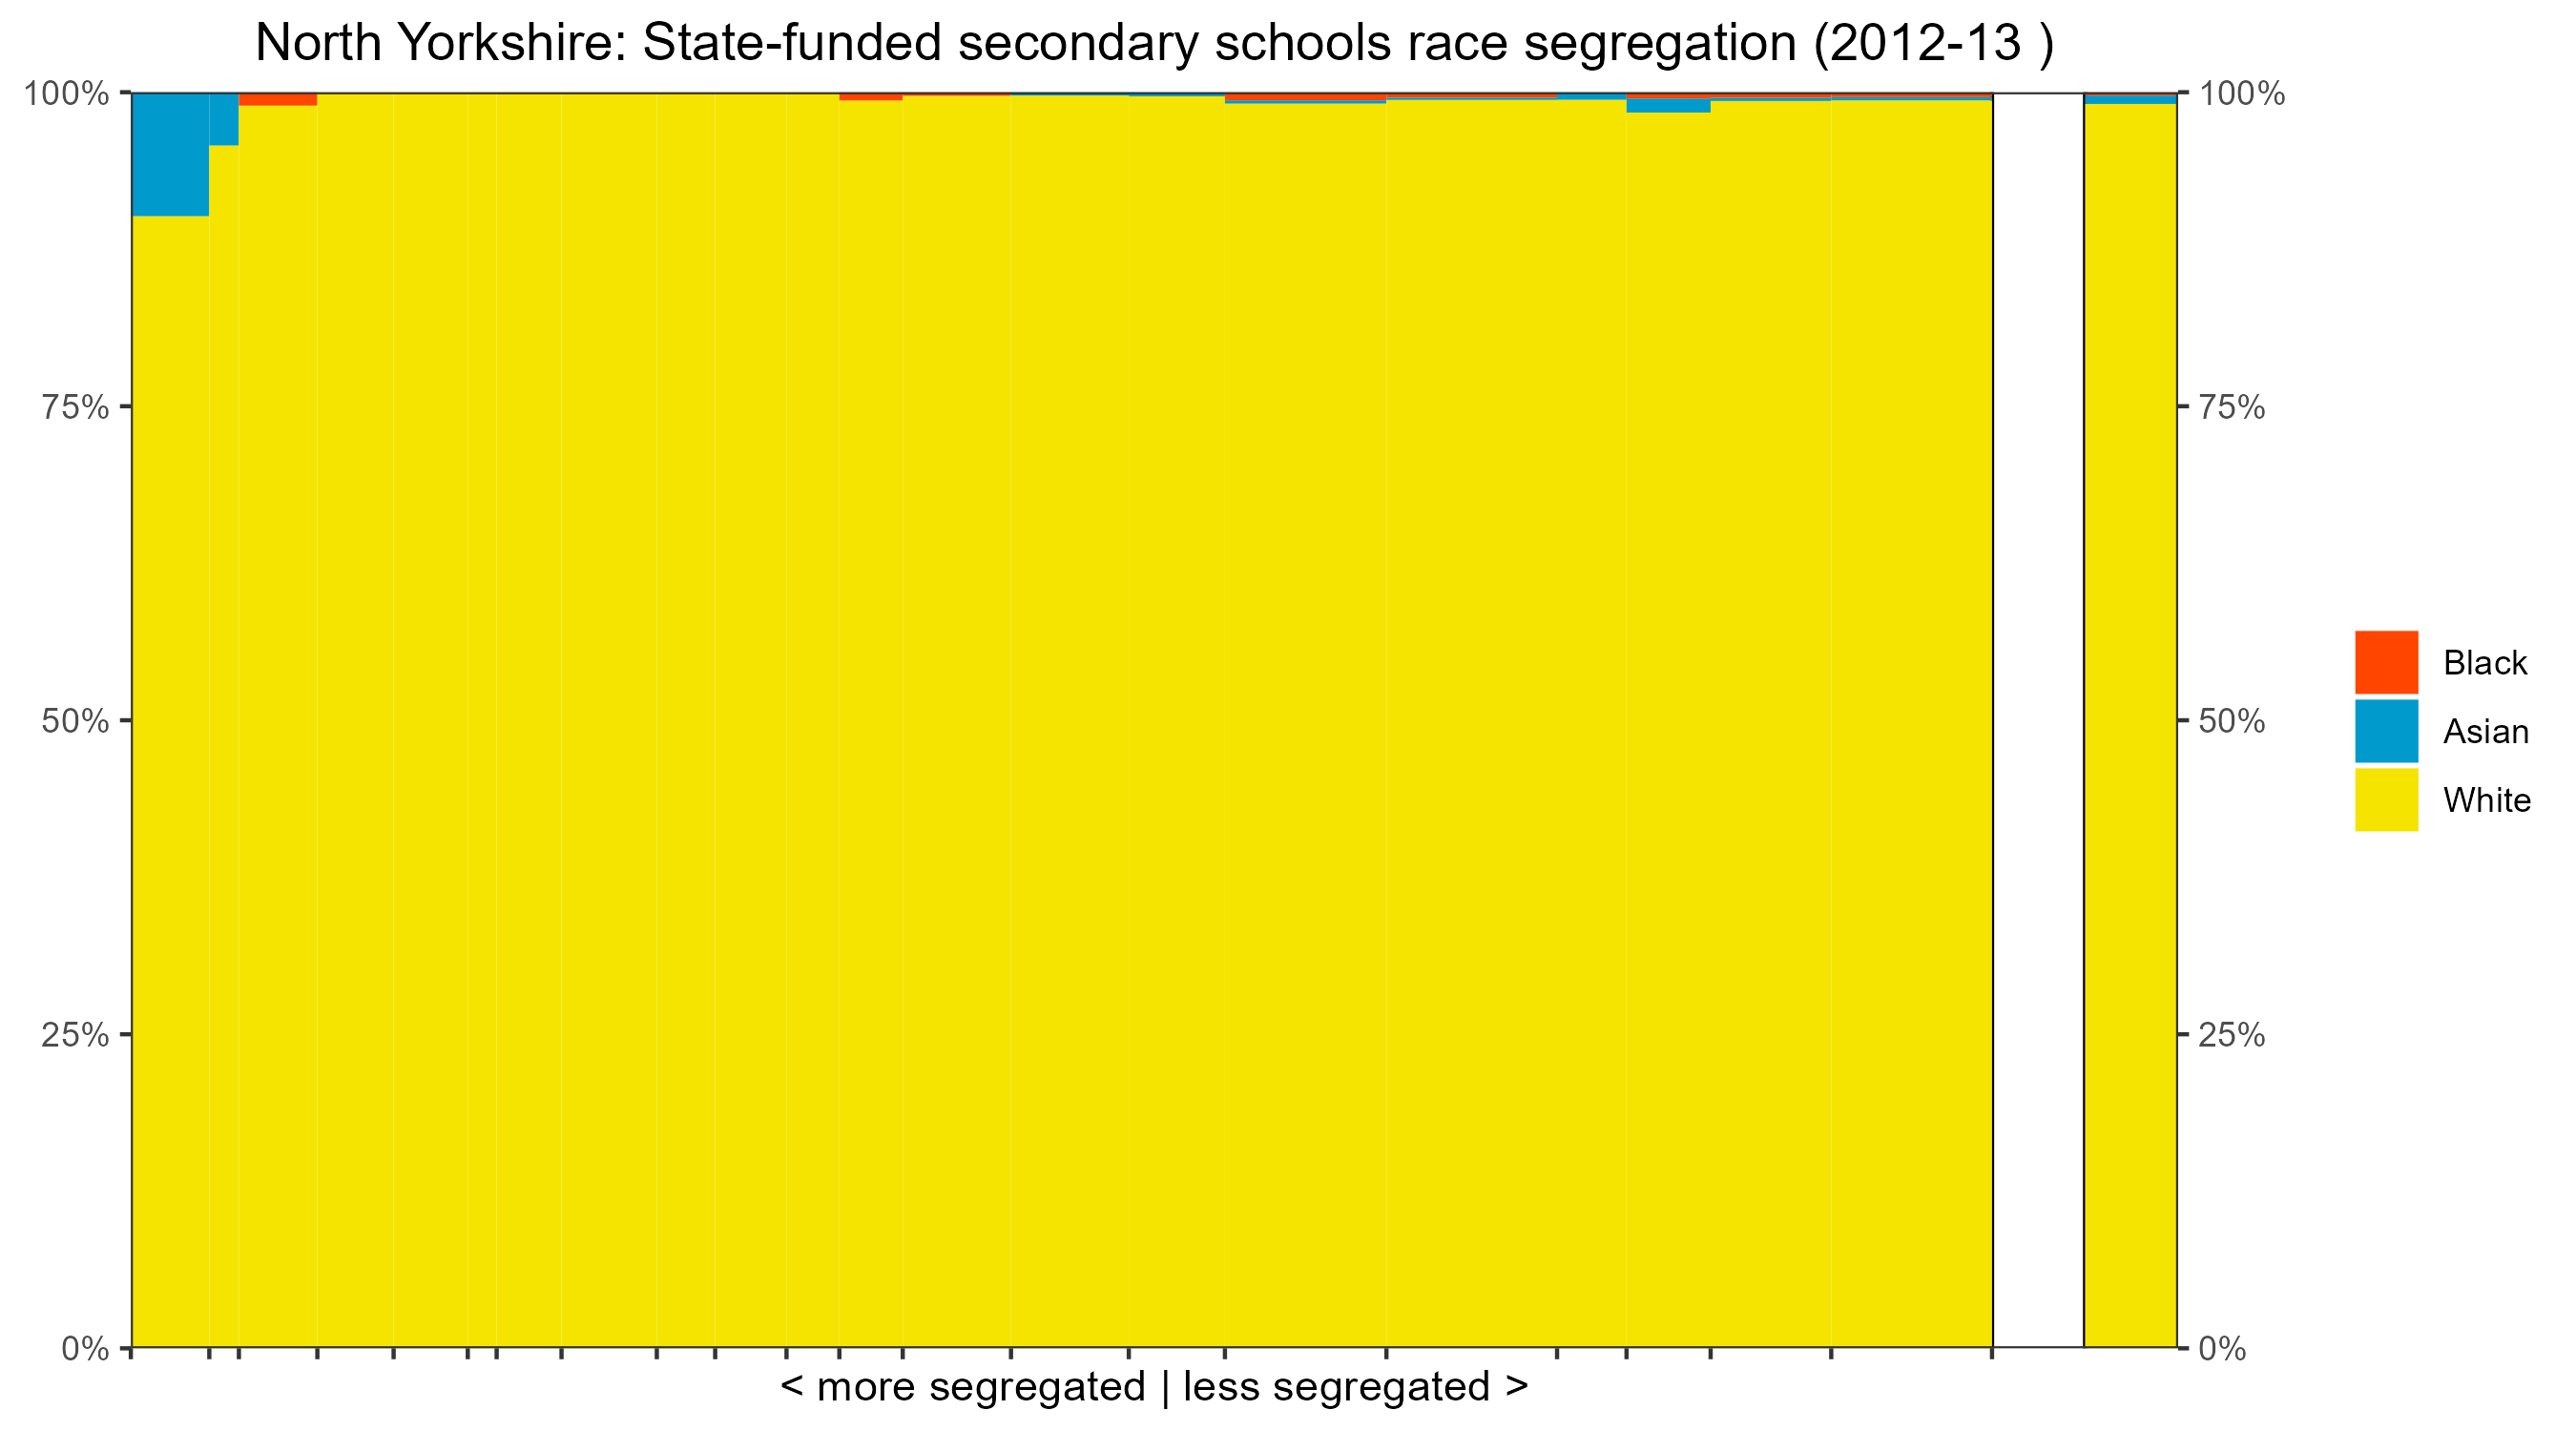 North Yorkshire: State-funded secondary schools race segregation (2012-13 )
100%
75%
50%
25%
0%
100%
75%
50%
25%
0%
Black
Asian
White
< more segregated | less segregated >